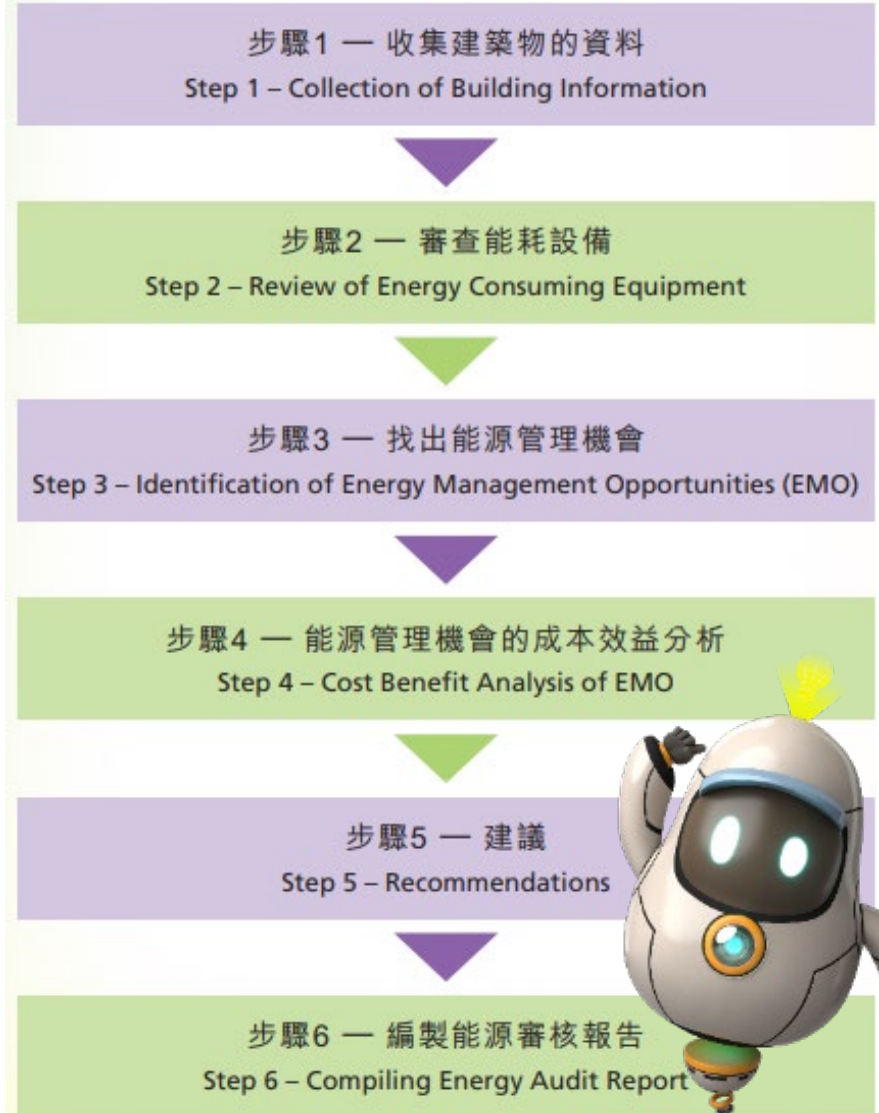 步驟1 — 收集建築物的資料
Step 1 – Collection of Building Information
步驟2 — 審查能耗設備
Step 2 – Review of Energy Consuming Equipment
步驟3 — 找出能源管理機會
Step 3 – Identification of Energy Management Opportunities (EMO)
步驟4 — 能源管理機會的成本效益分析
Step 4 – Cost Benefit Analysis of EMO
步驟5 — 建議
Step 5 – Recommendations
步驟6 — 編製能源審核報告
Step 6 – Compiling Energy Audit Report